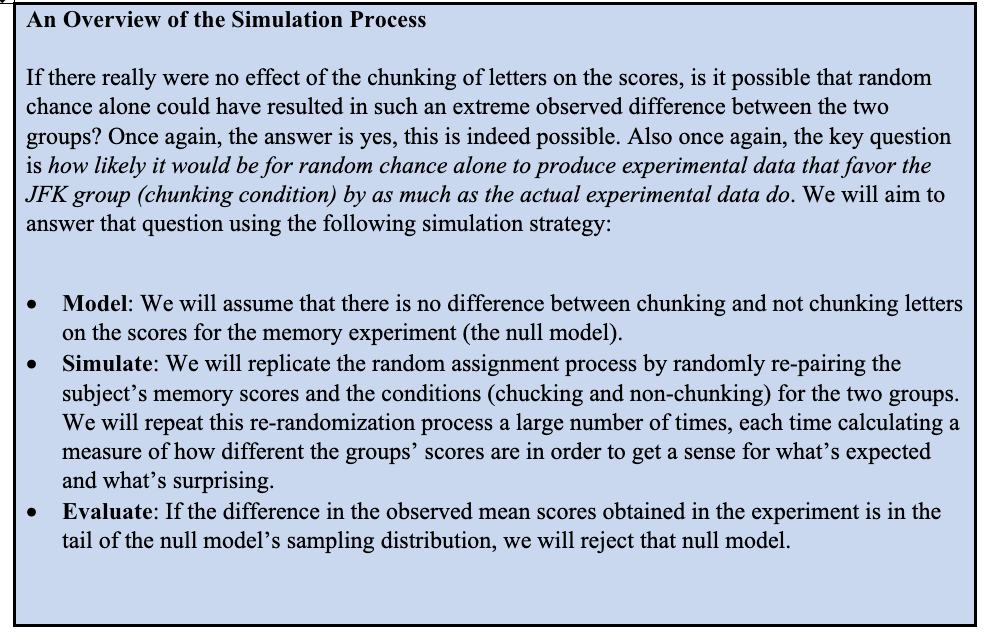 An Overview of the Simulation Process
If there really were no effect of the chunking of letters on the scores, is it possible that random
chance alone could have resulted in such an extreme observed difference between the two
groups? Once again, the answer is yes, this is indeed possible. Also once again, the key question
is how likely it would be for random chance alone to produce experimental data that favor the
JFK group (chunking condition) by as much as the actual experimental data do. We will aim to
answer that question using the following simulation strategy:
• Model: We will assume that there is no difference between chunking and not chunking letters
on the scores for the memory experiment (the null model).
• Simulate: We will replicate the random assignment process by randomly re-pairing the
subject’s memory scores and the conditions (chucking and non-chunking) for the two groups.
We will repeat this re-randomization process a large number of times, each time calculating a
measure of how different the groups’ scores are in order to get a sense for what’s expected
and what’s surprising.
• Evaluate: If the difference in the observed mean scores obtained in the experiment is in the
tail of the null model’s sampling distribution, we will reject that null model.